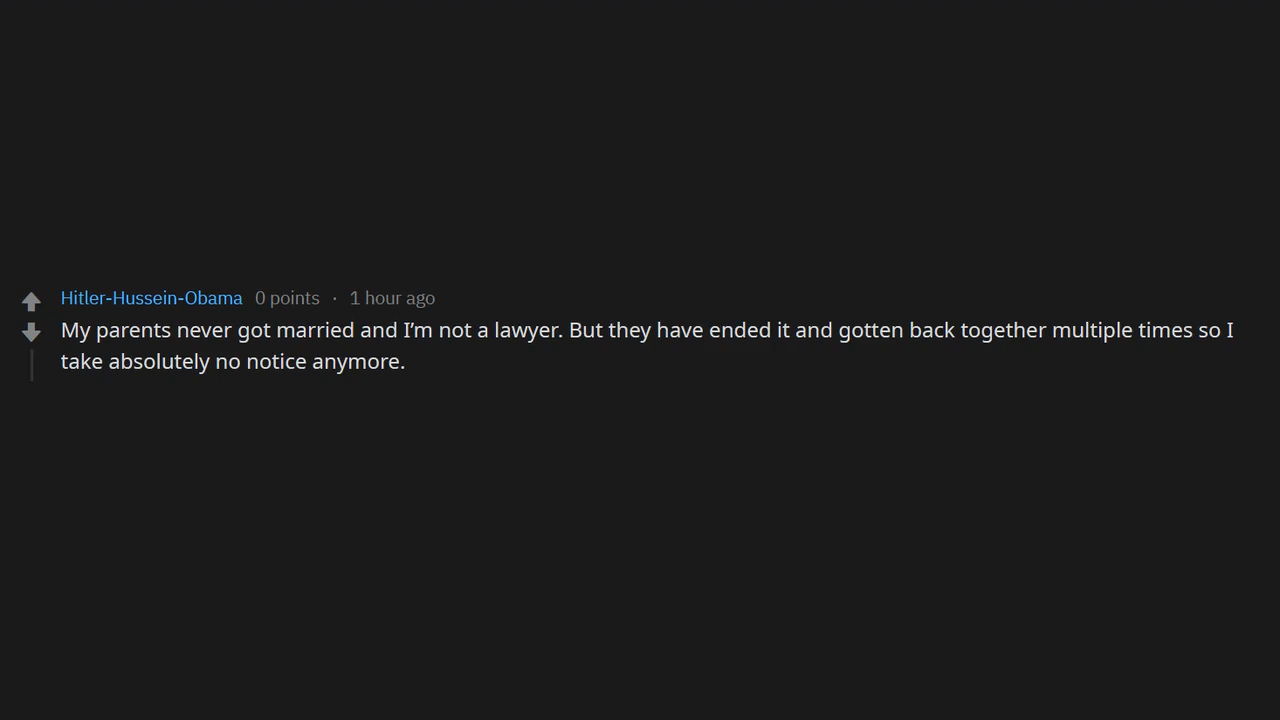 Hitler-Hussein-Obama 0 points · 1 hour ago
My parents never got married and I’m not a lawyer. But they have ended it and gotten back together multiple times so I
take absolutely no notice anymore.